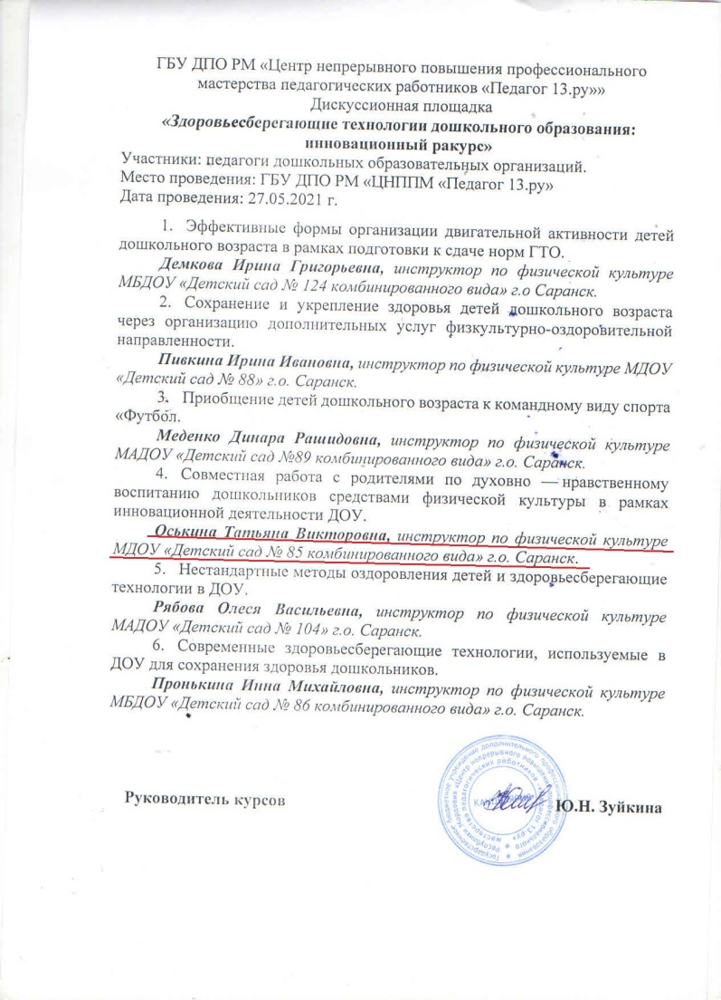 ГБУ ДПО РМ «Центр непрерывного повышения профессионального
мастерства педагогических работников «Педагог 13.ру»»
Дискуссионная площадка
«Здоровьесберегающие технологии дошкольного образования:
инновационный ракурс»
Участники: педагоги дошкольных образовательных организаций.
Место проведения: ГБУ ДПО РМ «ЦНППМ «Педагог 13.ру»
Дата проведения: 27.05.2021 г.
1. Эффективные формы организации двигательной активности детей
дошкольного возраста в рамках подготовки к сдаче норм ГТО.
Демкова Ирина Григорьевна, инструктор по физической культуре
МБДОУ «Детский сад № 124 комбинированного вида» г.о Саранск.
2. Сохранение и укрепление здоровья детей дошкольного возраста
через организацию дополнительных услуг физкультурно-оздоровительной
направленности.
Пивкина Ирина Ивановна, инструктор по физической культуре МДОУ
«Детский сад № 88» г.о. Саранск.
3. Приобщение детей дошкольного возраста к командному виду спорта
«Футбол.
Меденко Динара Рашидовна, инструктор по физической культуре
МАДОУ «Детский сад №89 комбинированного вида» г.о. Саранск.
4. Совместная работа с родителями по духовно — нравственному
воспитанию дошкольников средствами физической культуры в рамках
инновационной деятельности ДОУ.
Оськина Татьяна Викторовна, инструктор по физической культуре
МДОУ «Детский сад № 85 комбинированного вида» г.о. Саранск.
5. Нестандартные методы оздоровления детей и здоровьесберегающие
технологии в ДОУ.
Рябова Олеся Васильевна, инструктор по физической культуре
МАДОУ «Детский сад № 104» г.о. Саранск.
6. Современные здоровьесберегающие технологии, используемые в
ДОУ для сохранения здоровья дошкольников.
Пронькина Инна Михайловна, инструктор по физической культуре
МБДОУ «Детский сад № 86 комбинированного вида» г.о. Саранск.
Руководитель курсов Ю.Н. Зуйкина